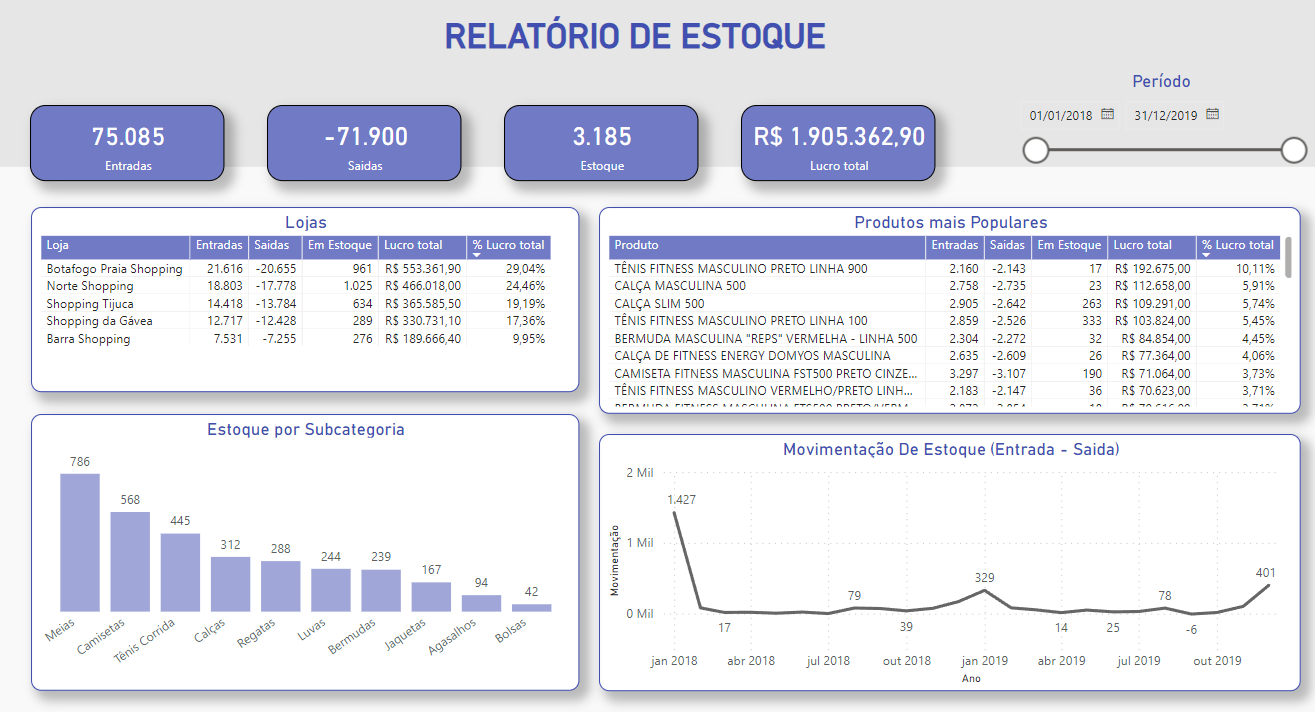 RELATÓRIO DE ESTOQUE
Período
01/01/2018 31/12/2019
75.085
Entradas
-71.900
Saidas
3.185
Estoque
R$ 1.905.362,90
Lucro total
Lojas
Loja Entradas Saidas Em Estoque Lucro total % Lucro total
Botafogo Praia Shopping 21.616 -20.655 961 R$ 553.361,90 29,04%
Norte Shopping 18.803 -17.778 1.025 R$ 466.018,00 24,46%
Shopping Tijuca 14.418 -13.784 634 R$ 365.585,50 19,19%
Shopping da Gávea 12.717 -12.428 289 R$ 330.731,10 17,36%
Barra Shopping 7.531 -7.255 276 R$ 189.666,40 9,95%
Produtos mais Populares
Produto Entradas Saidas Em Estoque Lucro total % Lucro total
TÊNIS FITNESS MASCULINO PRETO LINHA 900 2.160 -2.143 17 R$ 192.675,00 10,11%
CALÇA MASCULINA 500 2.758 -2.735 23 R$ 112.658,00 5,91%
CALÇA SLIM 500 2.905 -2.642 263 R$ 109.291,00 5,74%
TÊNIS FITNESS MASCULINO PRETO LINHA 100 2.859 -2.526 333 R$ 103.824,00 5,45%
BERMUDA MASCULINA "REPS" VERMELHA - LINHA 500 2.304 -2.272 32 R$ 84.854,00 4,45%
CALÇA DE FITNESS ENERGY DOMYOS MASCULINA 2.635 -2.609 26 R$ 77.364,00 4,06%
CAMISETA FITNESS MASCULINA FST500 PRETO CINZE... 3.297 -3.107 190 R$ 71.064,00 3,73%
TÊNIS FITNESS MASCULINO VERMELHO/PRETO LINH... 2.183 -2.147 36 R$ 70.623,00 3,71%
Estoque por Subcategoria
786
568
445
312
288
244
239
167
94
42
Meias
Camisetas
Tênis Corrida
Calças
Regatas
Luvas
Bermudas
Jaquetas
Agasalhos
Bolsas
Movimentação De Estoque (Entrada - Saida)
2 Mil
1 Mil
0 Mil
Movimentação
1.427
17
79
39
329
14
25
78
-6
401
jan 2018 abr 2018 jul 2018 out 2018 jan 2019 abr 2019 jul 2019 out 2019
Ano